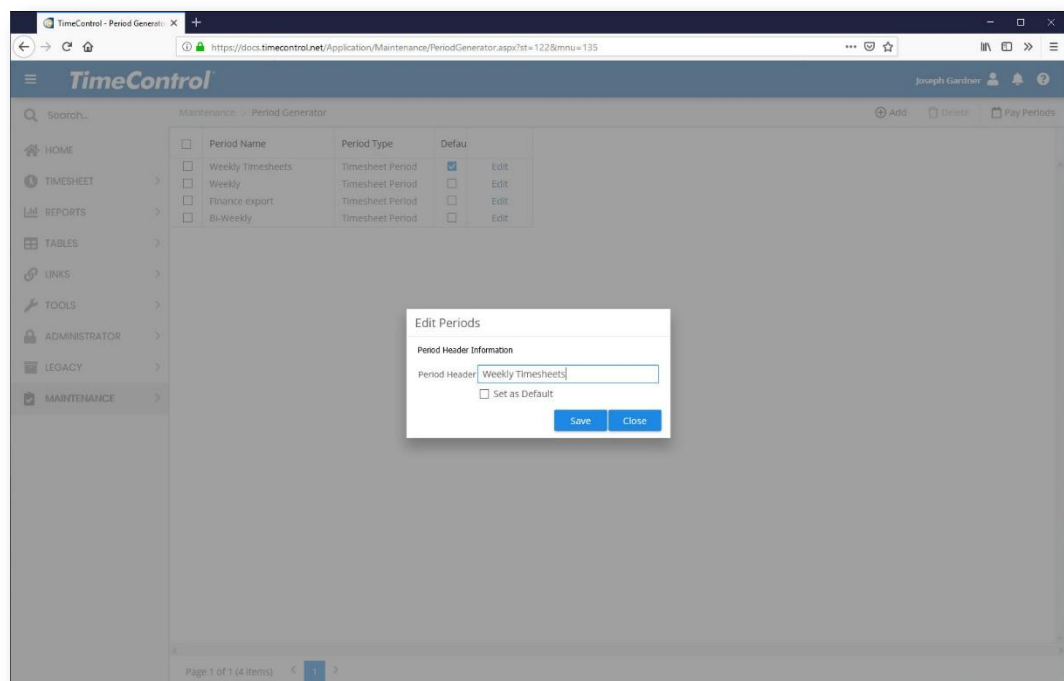 TimeControl - Period Generato
https://docs.timecontrol.net/Application/Maintenance/PeriodGenerator.aspx?st=122&mnu=135
TimeControl
Joseph Gardner
Search...
Maintenance > Period Generator
Add
Delete
Pay Periods
HOME
TIMESHEET
REPORTS
TABLES
LINKS
TOOLS
ADMINISTRATOR
LEGACY
MAINTENANCE
Period Name Period Type Defau
Weekly Timesheets Timesheet Period Edit
Weekly Timesheet Period Edit
Finance export Timesheet Period Edit
Bi-Weekly Timesheet Period Edit
Edit Periods
Period Header Information
Period Header Weekly Timesheets
Set as Default
Save Close
Page 1 of 1 (4 items) < 1 >